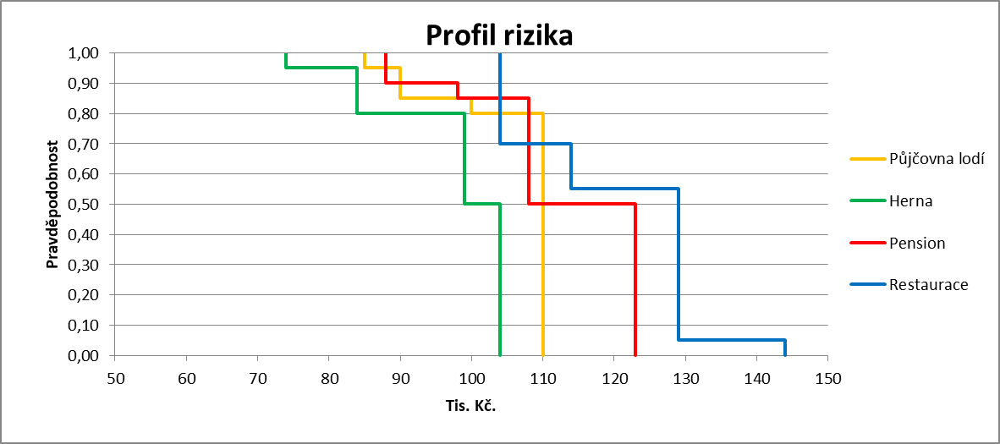 Profil rizika
1,00
0,90
0,80
0,70
0,60
0,50
0,40
0,30
0,20
0,10
0,00
Pravděpodobnost
50 60 70 80 90 100 110 120 130 140 150
Tis. Kč.
Půjčovna lodí
Herna
Pension
Restaurace